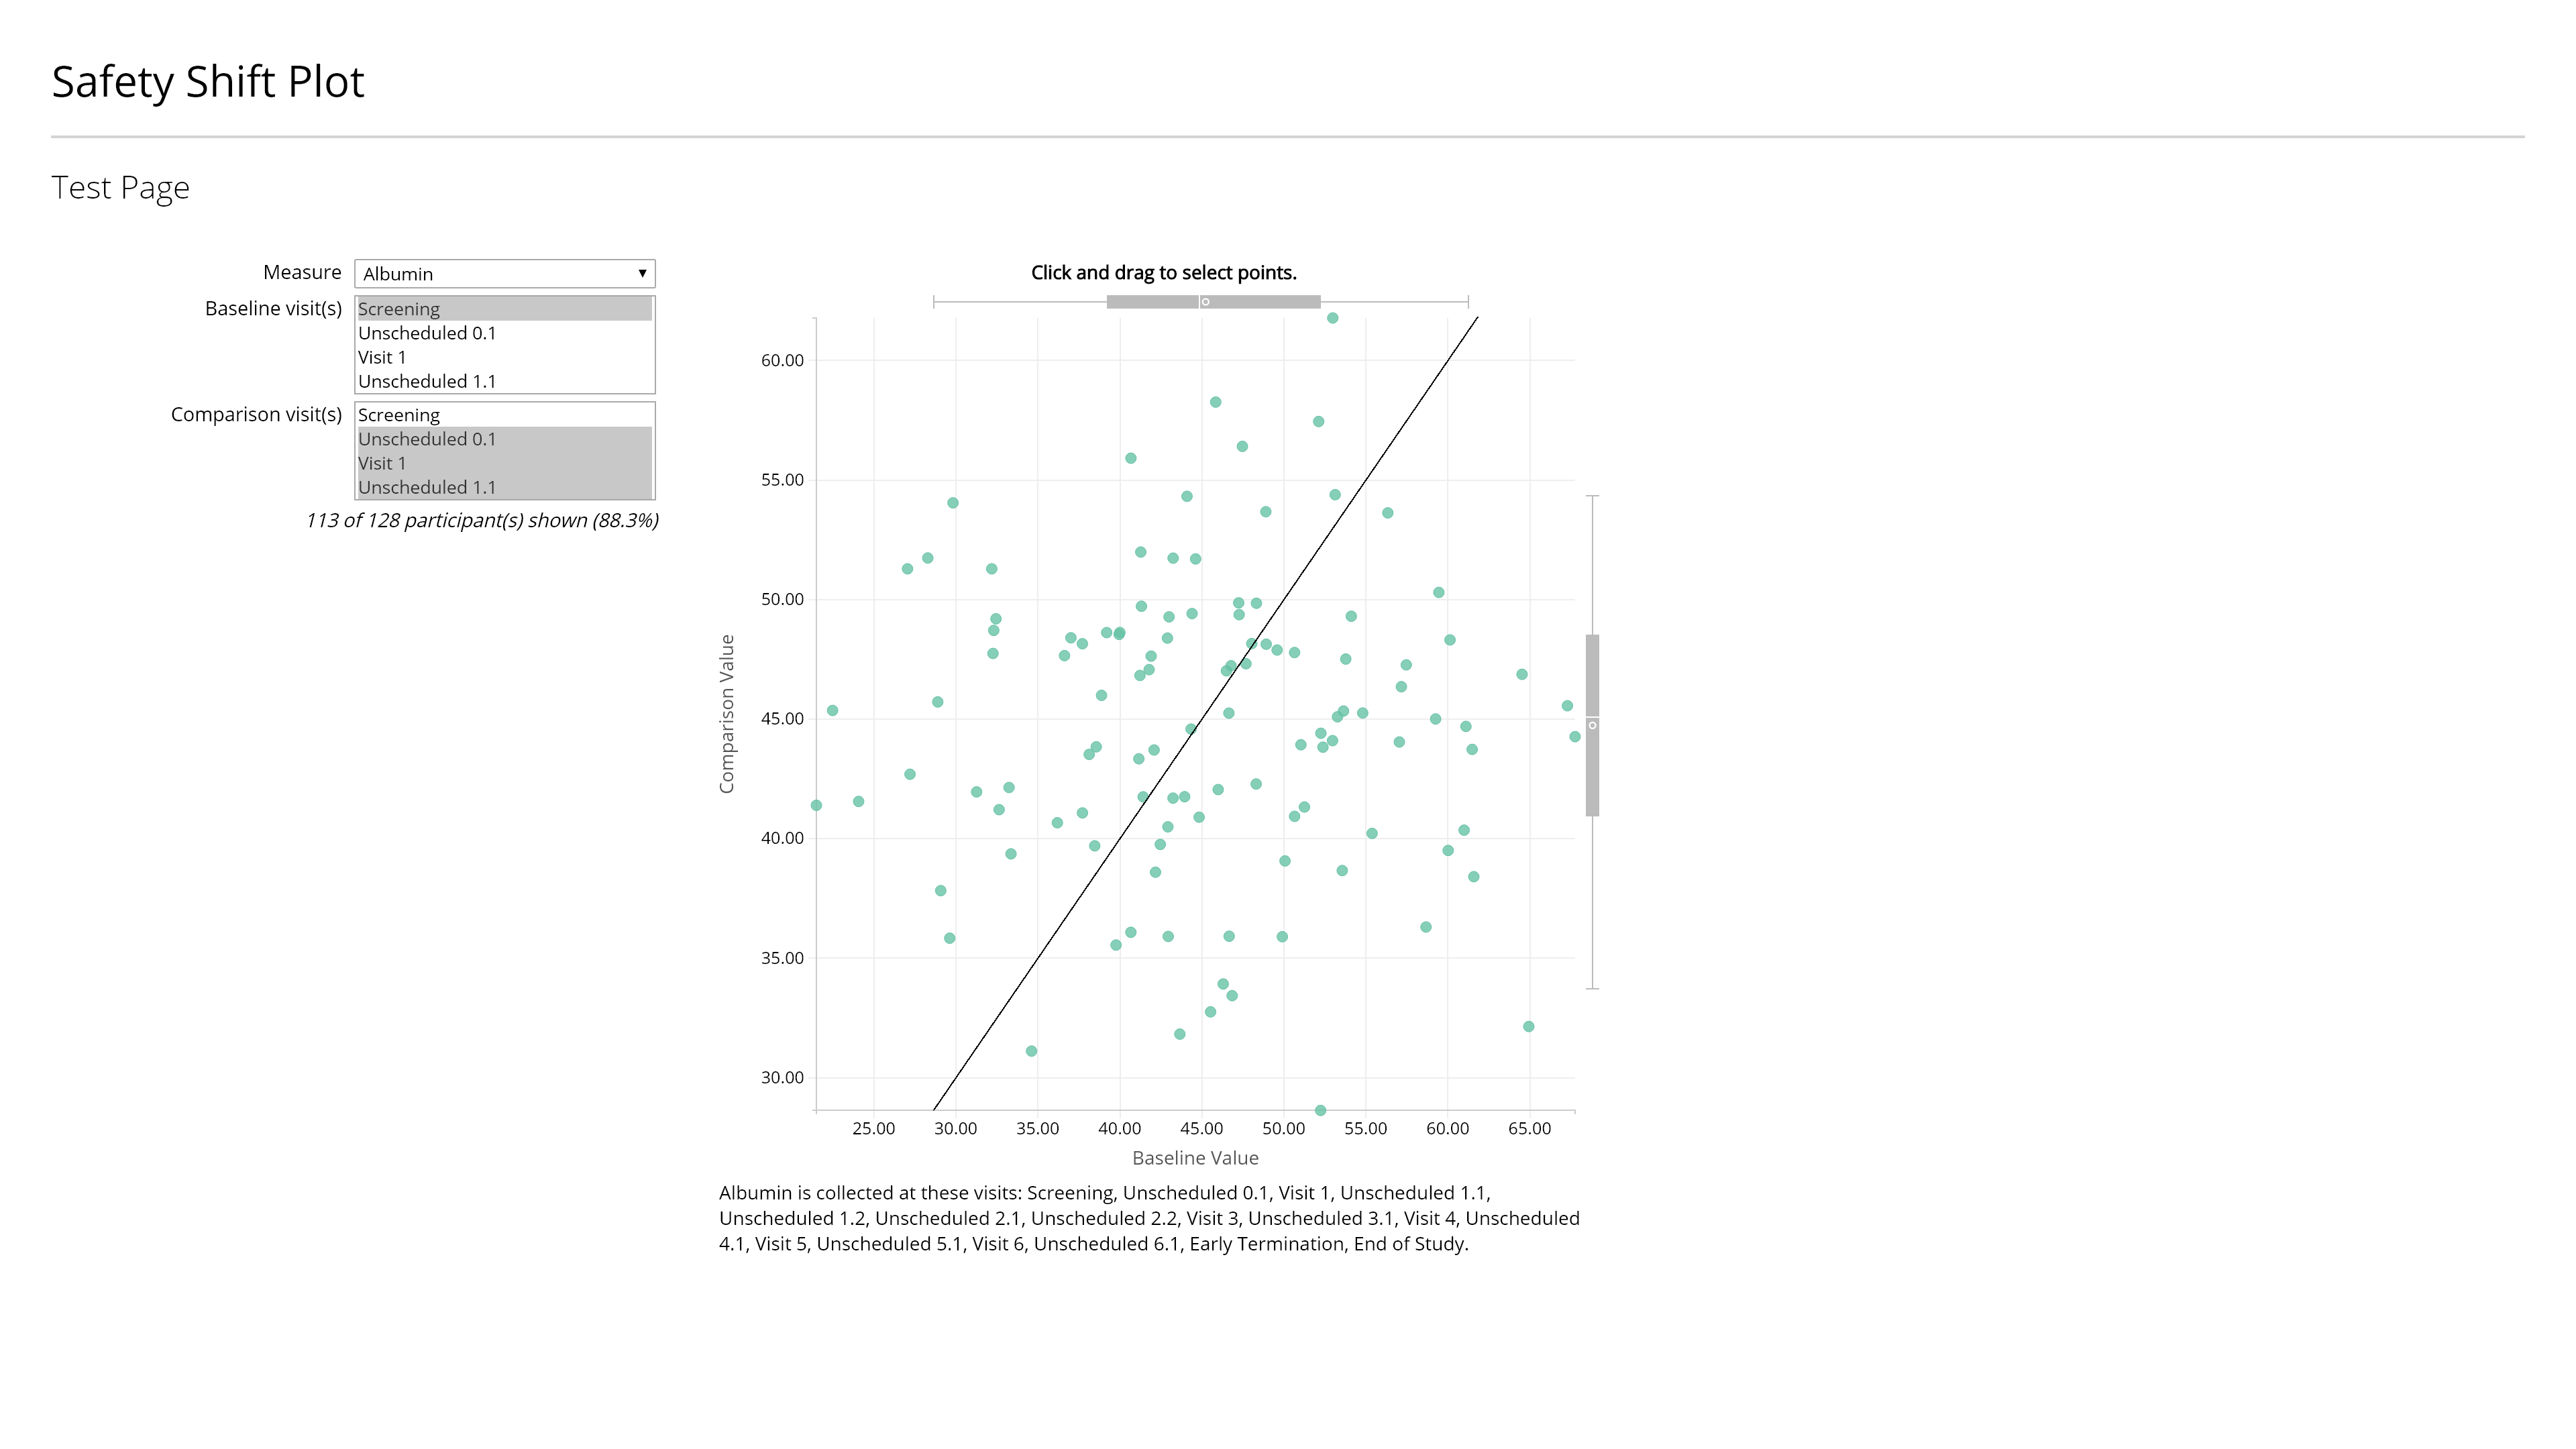 Safety Shift Plot
Test Page
Measure
Albumin
Baseline visit(s)
Screening
Unscheduled 0.1
Visit 1
Unscheduled 1.1
Comparison visit(s)
Screening
Unscheduled 0.1
Visit 1
Unscheduled 1.1
113 of 128 participant(s) shown (88.3%)
Click and drag to select points.
60.00
55.00
50.00
45.00
40.00
35.00
30.00
Comparison Value
25.00 30.00 35.00 40.00 45.00 50.00 55.00 60.00 65.00
Baseline Value
Albumin is collected at these visits: Screening, Unscheduled 0.1, Visit 1, Unscheduled 1.1,
Unscheduled 1.2, Unscheduled 2.1, Unscheduled 2.2, Visit 3, Unscheduled 3.1, Visit 4, Unscheduled
4.1, Visit 5, Unscheduled 5.1, Visit 6, Unscheduled 6.1, Early Termination, End of Study.